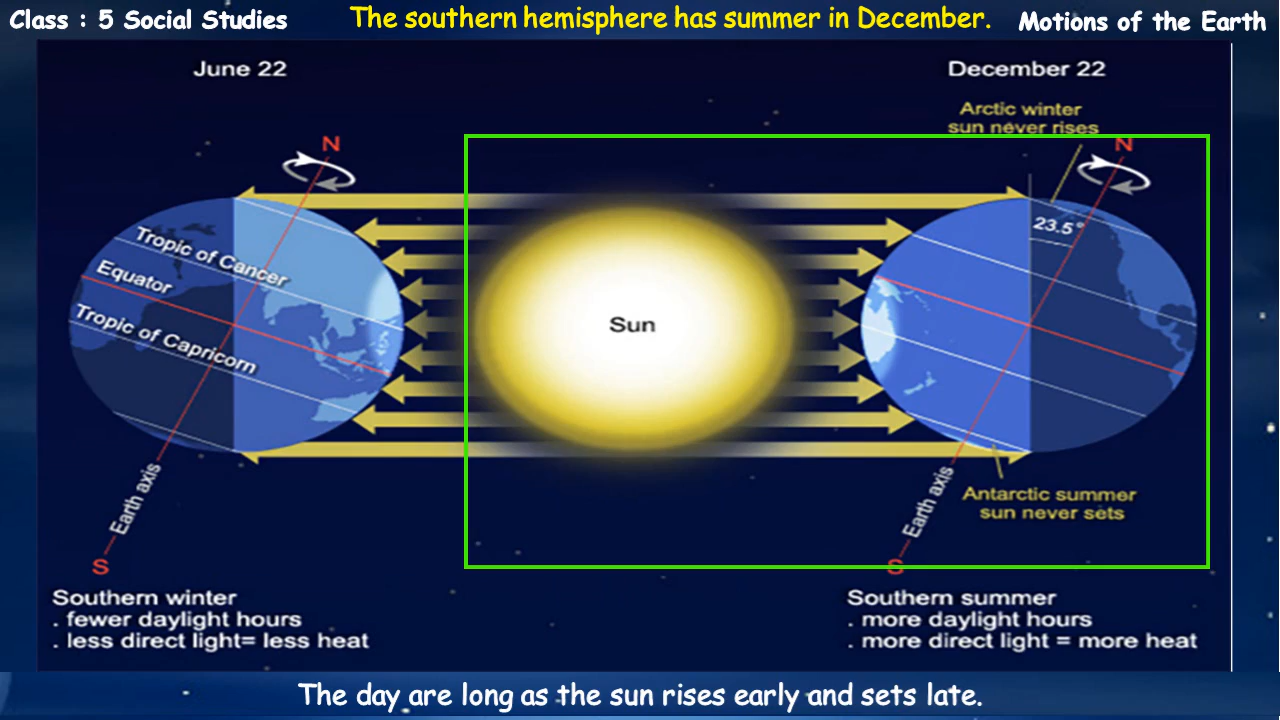 Class : 5 Social Studies
The southern hemisphere has summer in December.
Motions of the Earth
June 22
December 22
Arctic winter
sun never rises
N
N
23.5°
Tropic of Cancer
Equator
Tropic of Capricorn
Sun
Earth axis
Earth axis
Antarctic summer
sun never sets
S
S
Southern winter
. fewer daylight hours
. less direct light= less heat
Southern summer
. more daylight hours
. more direct light = more heat
The day are long as the sun rises early and sets late.